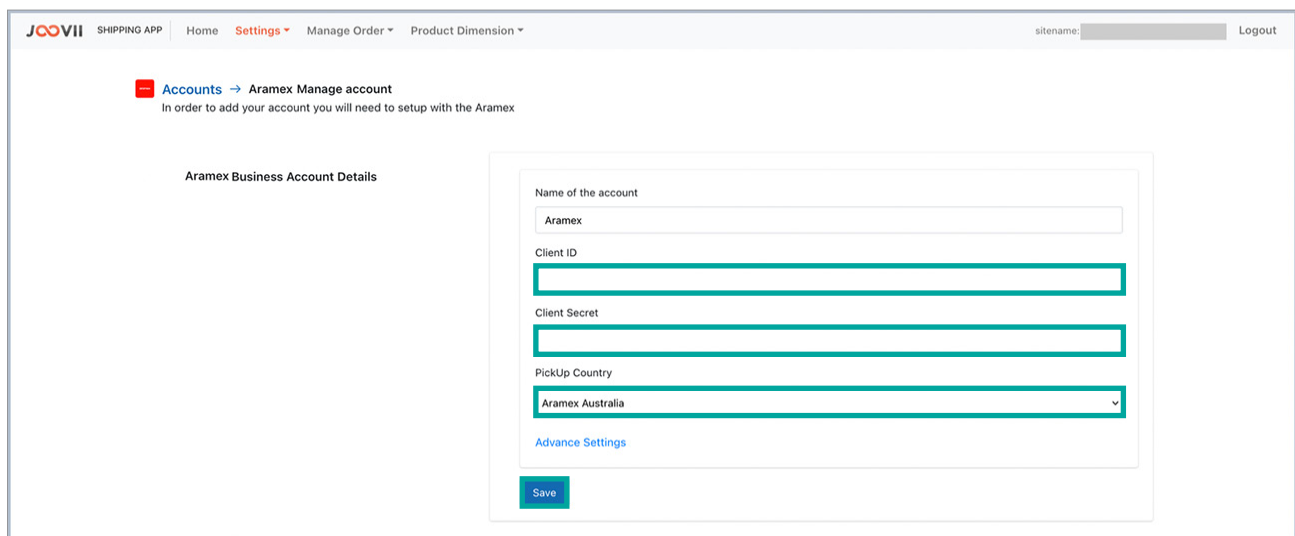 JOOVII SHIPPING APP Home Settings Manage Order Product Dimension sitename: Logout
Accounts → Aramex Manage account
In order to add your account you will need to setup with the Aramex
Aramex Business Account Details
Name of the account
Aramex
Client ID
Client Secret
PickUp Country
Aramex Australia
Advance Settings
Save